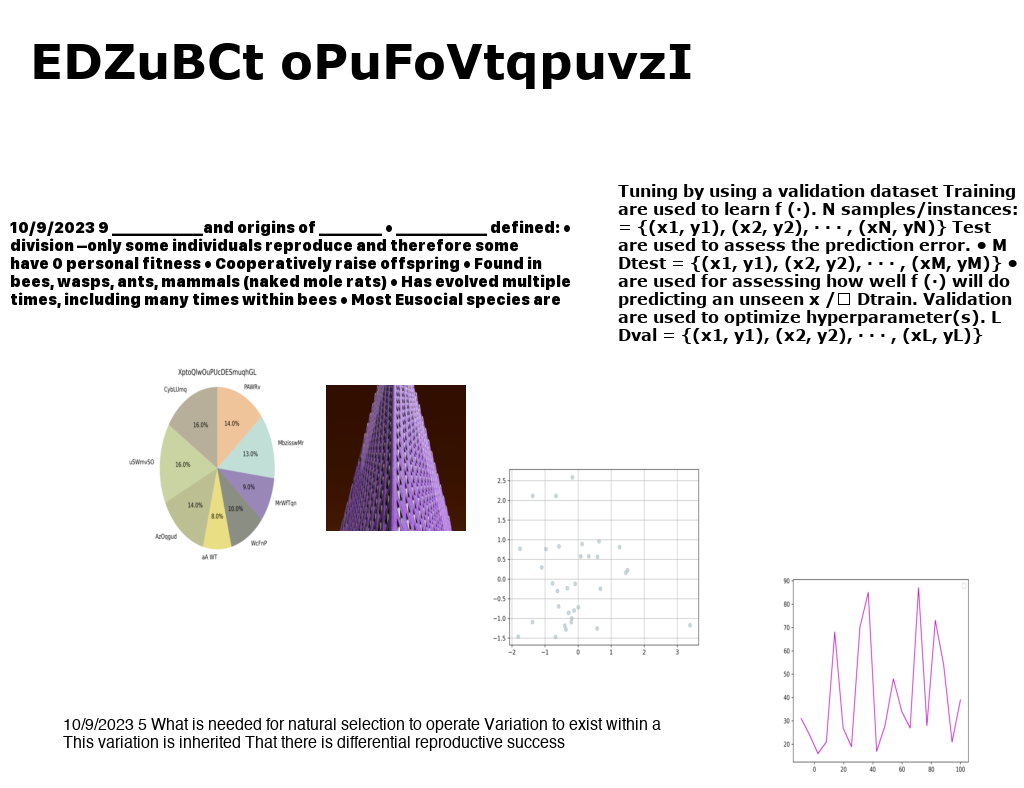 EDZuBCt oPuFoVtqpuvzI
Tuning by using a validation dataset Training
are used to learn f (·). N samples/instances:
= {(x1, y1), (x2, y2), · · · , (xN, yN)} Test
are used to assess the prediction error. • M
Dtest = {(x1, y1), (x2, y2), · · · , (xM, yM)} •
are used for assessing how well f (·) will do
predicting an unseen x /□ Dtrain. Validation
are used to optimize hyperparameter(s). L
Dval = {(x1, y1), (x2, y2), · · · , (xL, yL)}
10/9/2023 9 ____________and origins of ________ • ____________ defined: •
division —only some individuals reproduce and therefore some
have 0 personal fitness • Cooperatively raise offspring • Found in
bees, wasps, ants, mammals (naked mole rats) • Has evolved multiple
times, including many times within bees • Most Eusocial species are
CybLUmq
PAWRv
16.0%
14.0%
MbzisswMr
13.0%
uSWmvSO
16.0%
9.0%
MrWfTqn
14.0%
10.0%
8.0%
AzOqgud
WcFnP
aA WT
2.5
2.0
1.5
1.0
0.5
0.0
−0.5
−1.0
−1.5
−2 −1 0 1 2 3
90
80
70
60
50
40
30
20
0 20 40 60 80 100
10/9/2023 5 What is needed for natural selection to operate Variation to exist within a
This variation is inherited That there is differential reproductive success